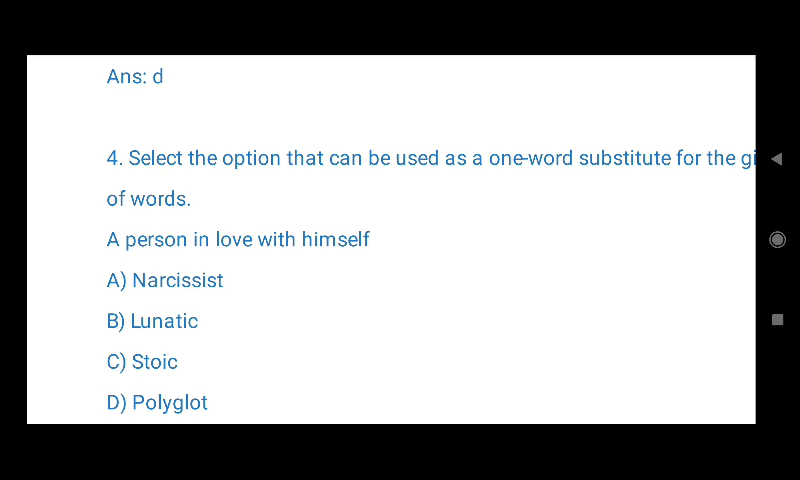 Ans: d
4. Select the option that can be used as a one-word substitute for the
of words.
A person in love with himself
A) Narcissist
B) Lunatic
C) Stoic
D) Polyglot